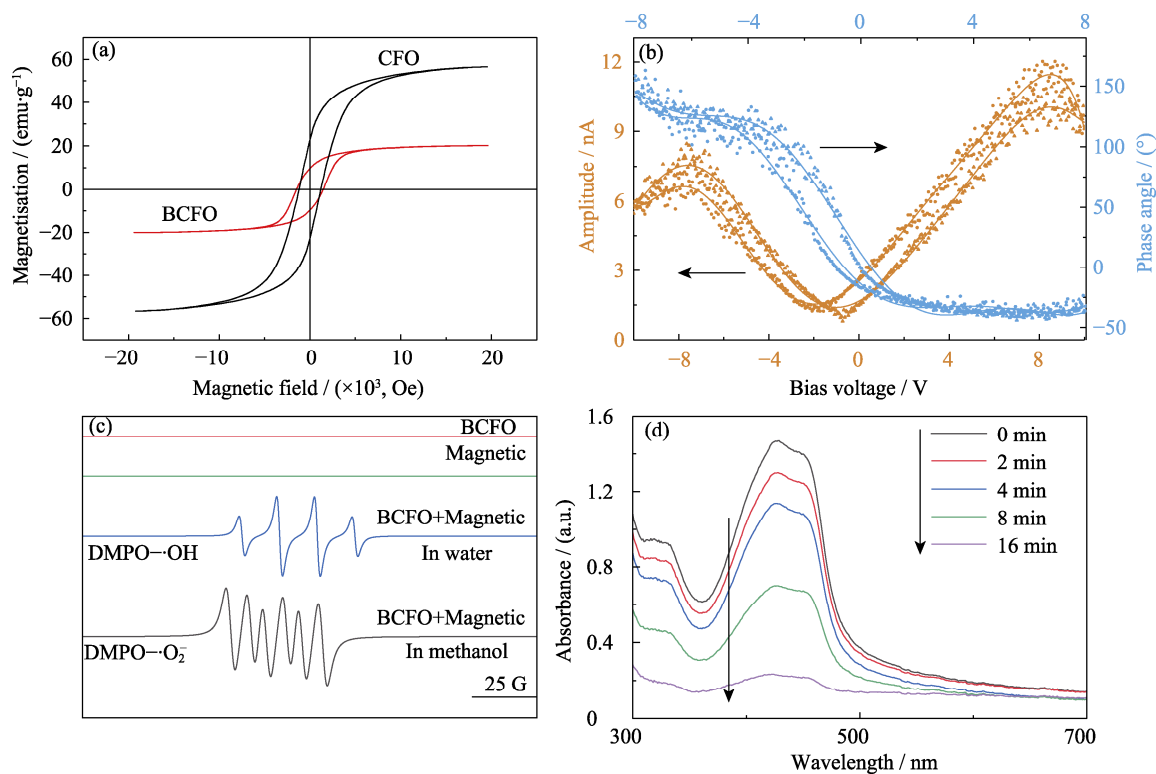 (a)
CFO
BCFO
60
40
20
0
−20
−40
−60
Magnetisation / (emu·g⁻¹)
−20
−10
0
10
20
Magnetic field / (×10³, Oe)
−8
−4
0
4
8
(b)
12
9
6
3
0
Amplitude / nA
150
100
50
0
−50
Phase angle / (°)
−8
−4
0
4
8
Bias voltage / V
(c)
BCFO
Magnetic
BCFO+Magnetic
DMPO−·OH
In water
BCFO+Magnetic
DMPO−·O₂⁻
In methanol
25 G
(d)
0 min
2 min
4 min
8 min
16 min
1.6
1.2
0.8
0.4
0
Absorbance / (a.u.)
300
500
700
Wavelength / nm